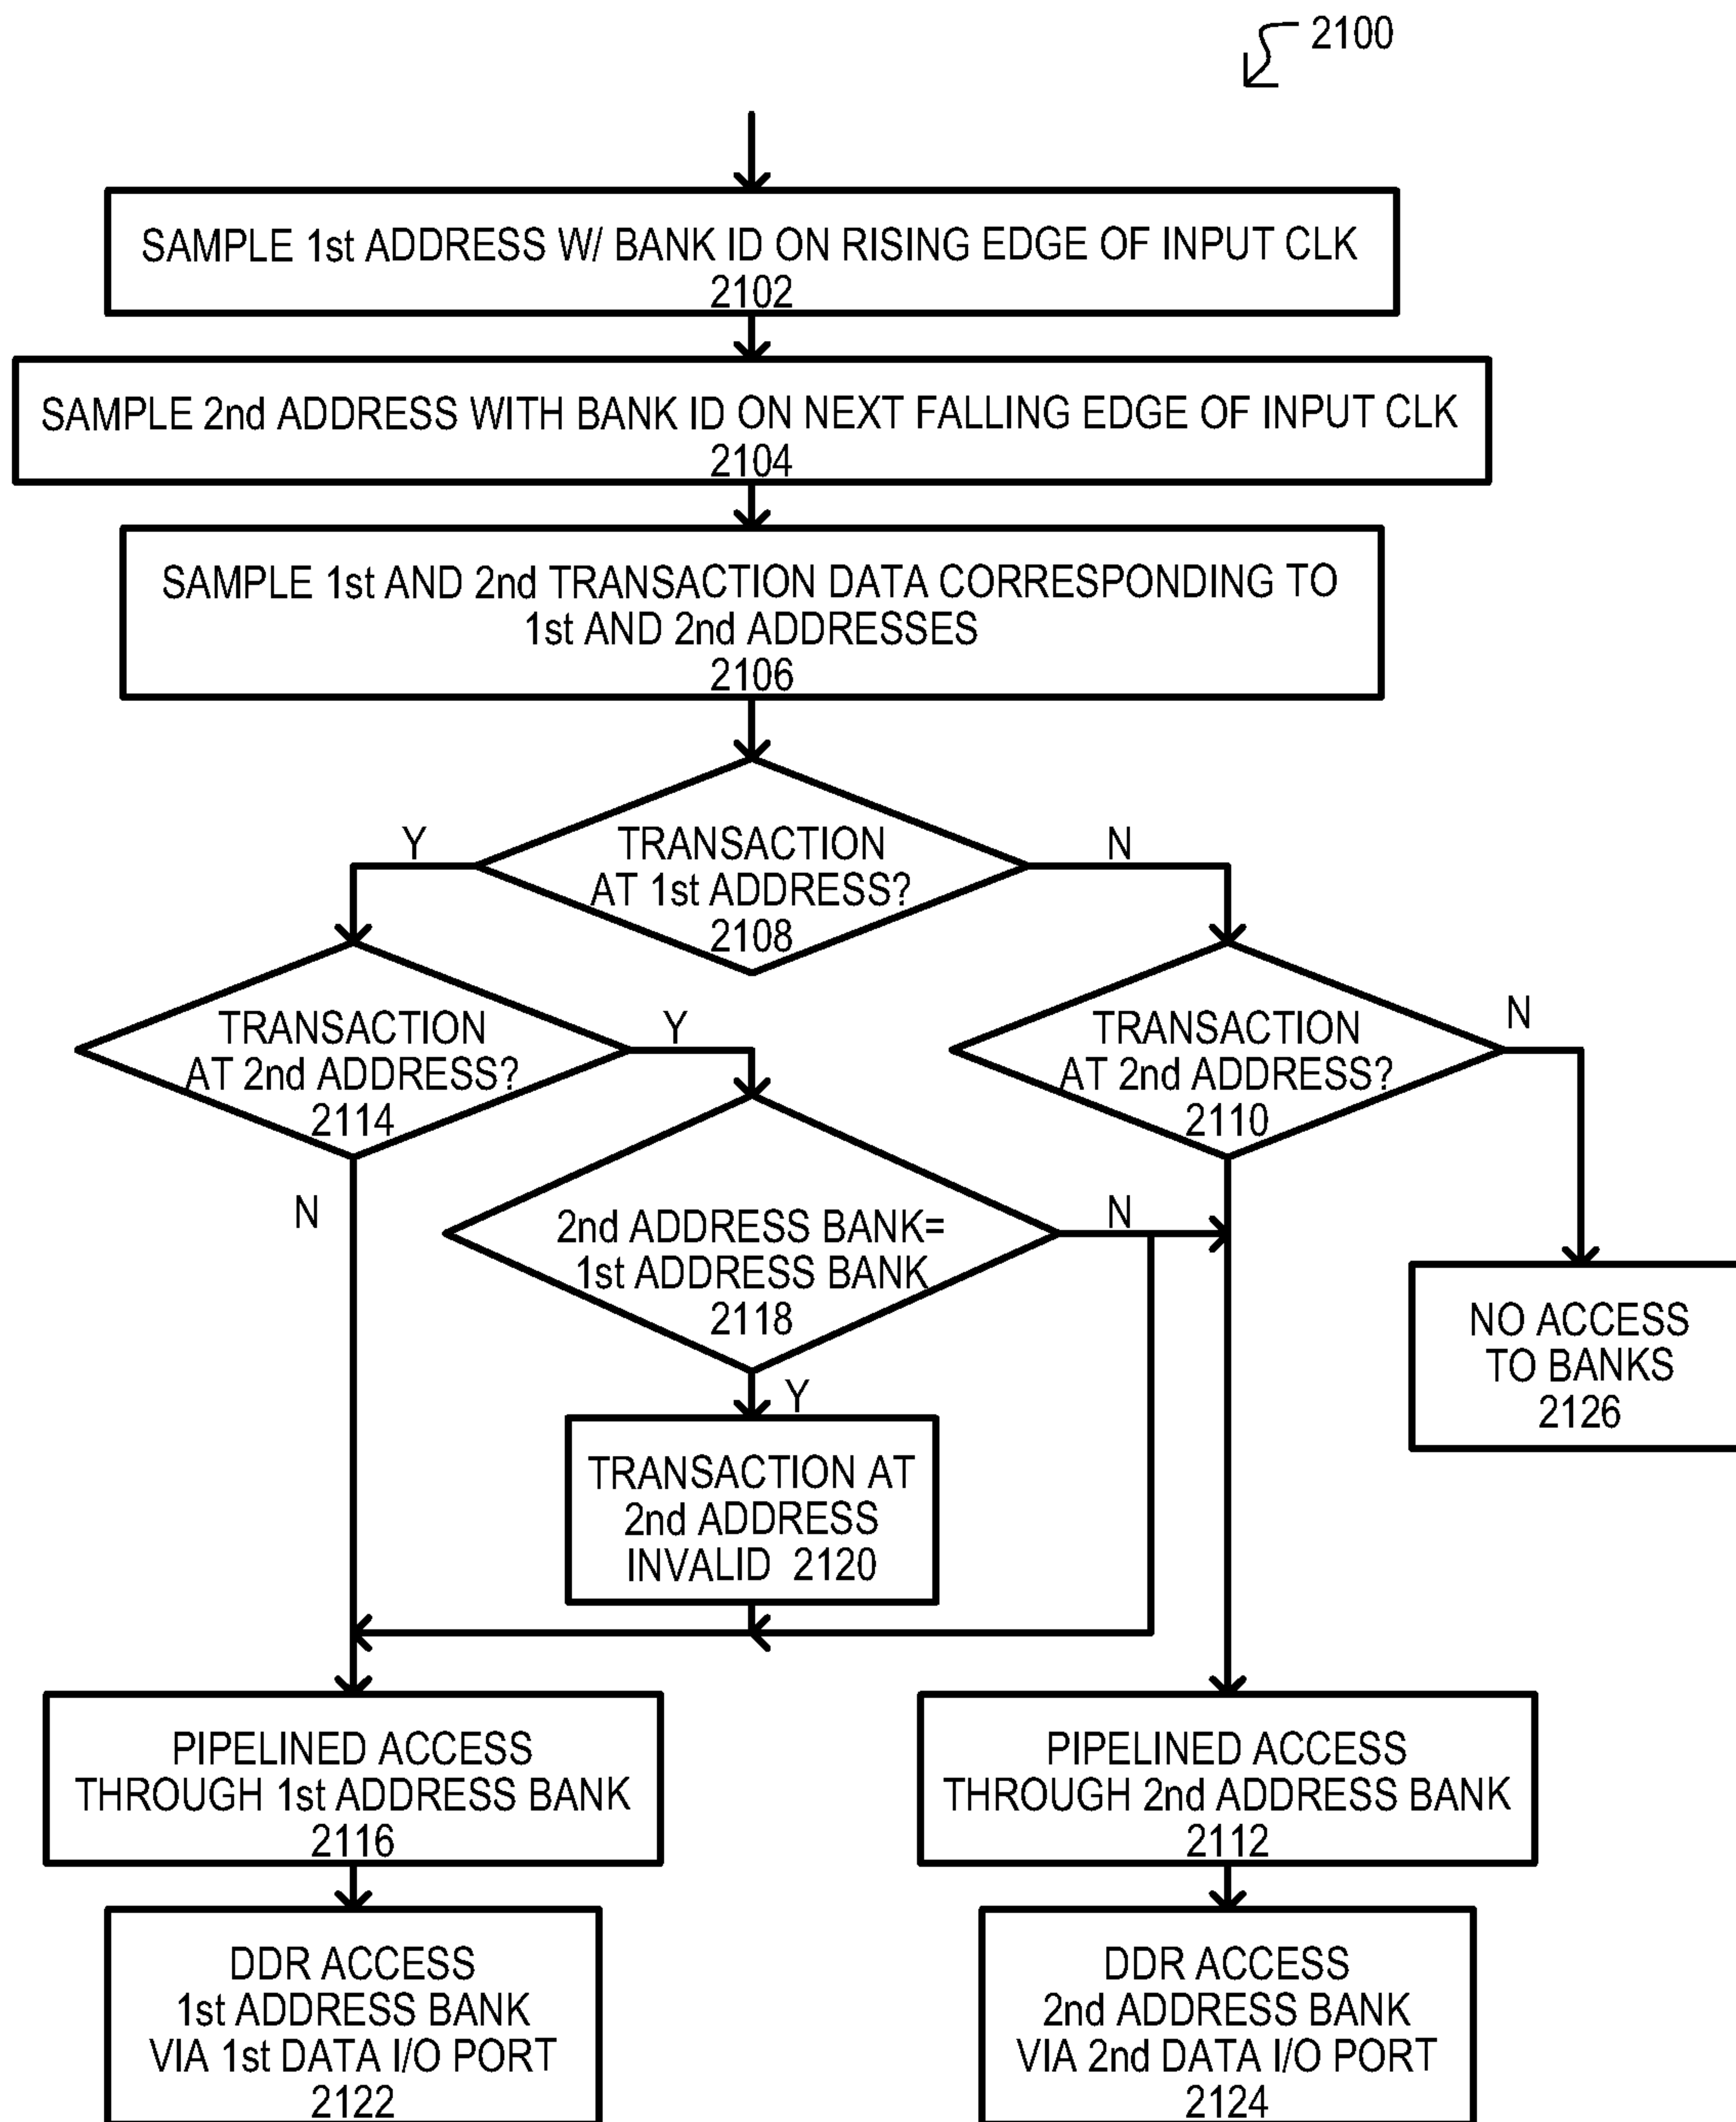 2100
SAMPLE 1st ADDRESS W/ BANK ID ON RISING EDGE OF INPUT CLK
2102
SAMPLE 2nd ADDRESS WITH BANK ID ON NEXT FALLING EDGE OF INPUT CLK
2104
SAMPLE 1st AND 2nd TRANSACTION DATA CORRESPONDING TO
1st AND 2nd ADDRESSES
2106
Y
TRANSACTION
AT 1st ADDRESS?
2108
N
TRANSACTION
AT 2nd ADDRESS?
2114
Y
N
TRANSACTION
AT 2nd ADDRESS?
2110
N
2nd ADDRESS BANK=
1st ADDRESS BANK
2118
N
Y
NO ACCESS
TO BANKS
2126
TRANSACTION AT
2nd ADDRESS
INVALID 2120
PIPELINED ACCESS
THROUGH 1st ADDRESS BANK
2116
PIPELINED ACCESS
THROUGH 2nd ADDRESS BANK
2112
DDR ACCESS
1st ADDRESS BANK
VIA 1st DATA I/O PORT
2122
DDR ACCESS
2nd ADDRESS BANK
VIA 2nd DATA I/O PORT
2124